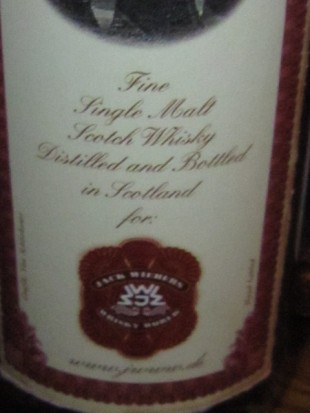 Fine
Single Malt
Scotch Whisky
Distilled and Bottled
in Scotland
for:
JACK WIEBERS
WHISKY WORLD